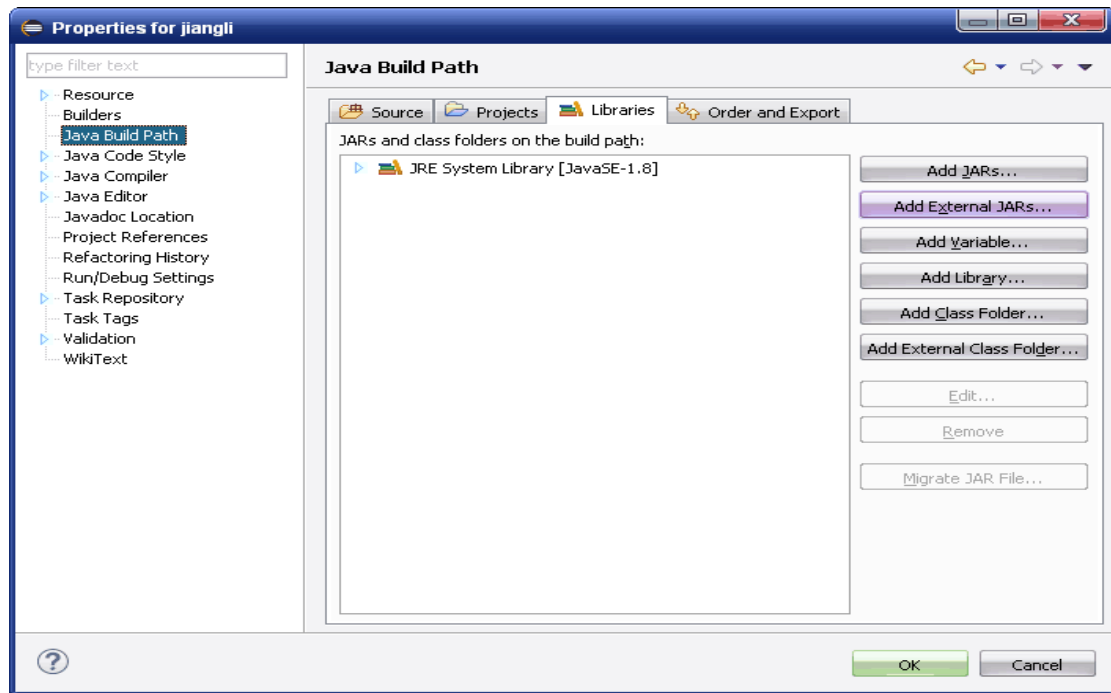 Properties for jiangli
type filter text
Resource
Builders
Java Build Path
Java Code Style
Java Compiler
Java Editor
Javadoc Location
Project References
Refactoring History
Run/Debug Settings
Task Repository
Task Tags
Validation
WikiText
Java Build Path
Source Projects Libraries Order and Export
JARs and class folders on the build path:
JRE System Library [JavaSE-1.8]
Add JARs...
Add External JARs...
Add Variable...
Add Library...
Add Class Folder...
Add External Class Folder...
Edit...
Remove
Migrate JAR File...
?
OK Cancel